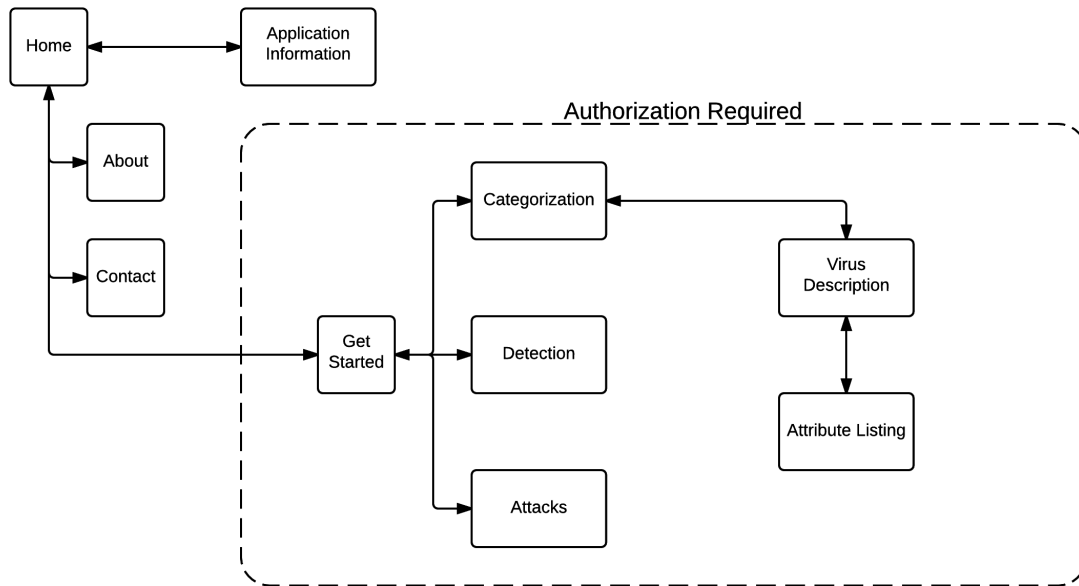 Home
Application
Information
Authorization Required
About
Categorization
Contact
Virus
Description
Get
Started
Detection
Attribute Listing
Attacks